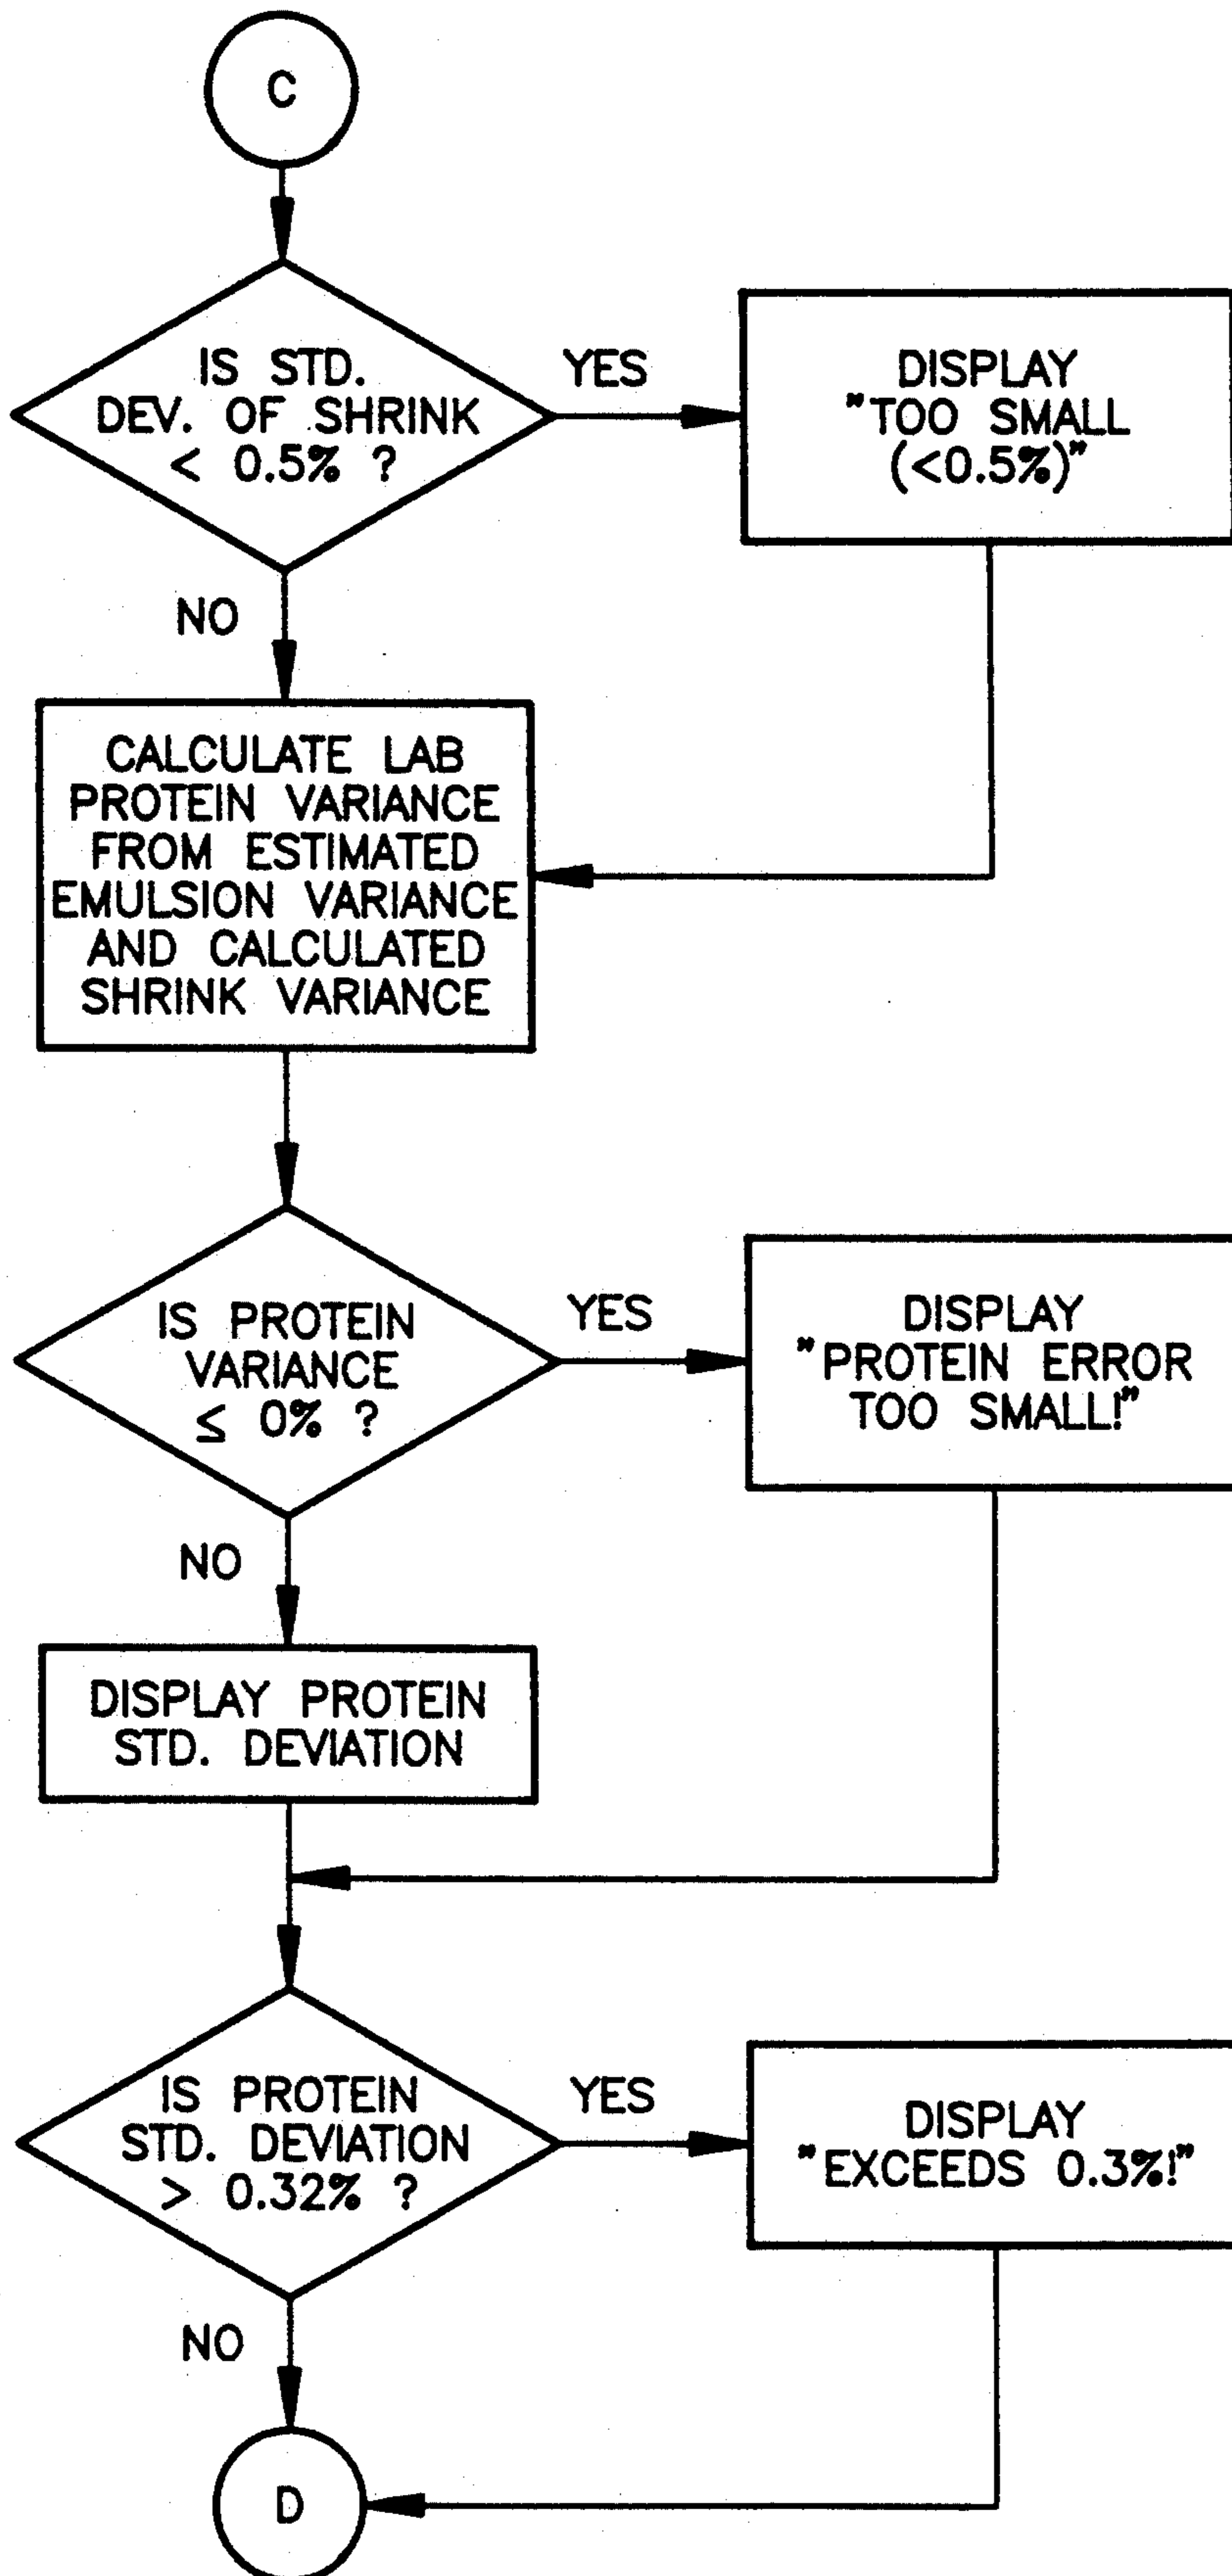 C
IS STD.
DEV. OF SHRINK
< 0.5% ?
YES
DISPLAY
"TOO SMALL
(<0.5%)"
NO
CALCULATE LAB
PROTEIN VARIANCE
FROM ESTIMATED
EMULSION VARIANCE
AND CALCULATED
SHRINK VARIANCE
IS PROTEIN
VARIANCE
≤ 0% ?
YES
DISPLAY
"PROTEIN ERROR
TOO SMALL!"
NO
DISPLAY PROTEIN
STD. DEVIATION
IS PROTEIN
STD. DEVIATION
> 0.32% ?
YES
DISPLAY
"EXCEEDS 0.3%!"
NO
D